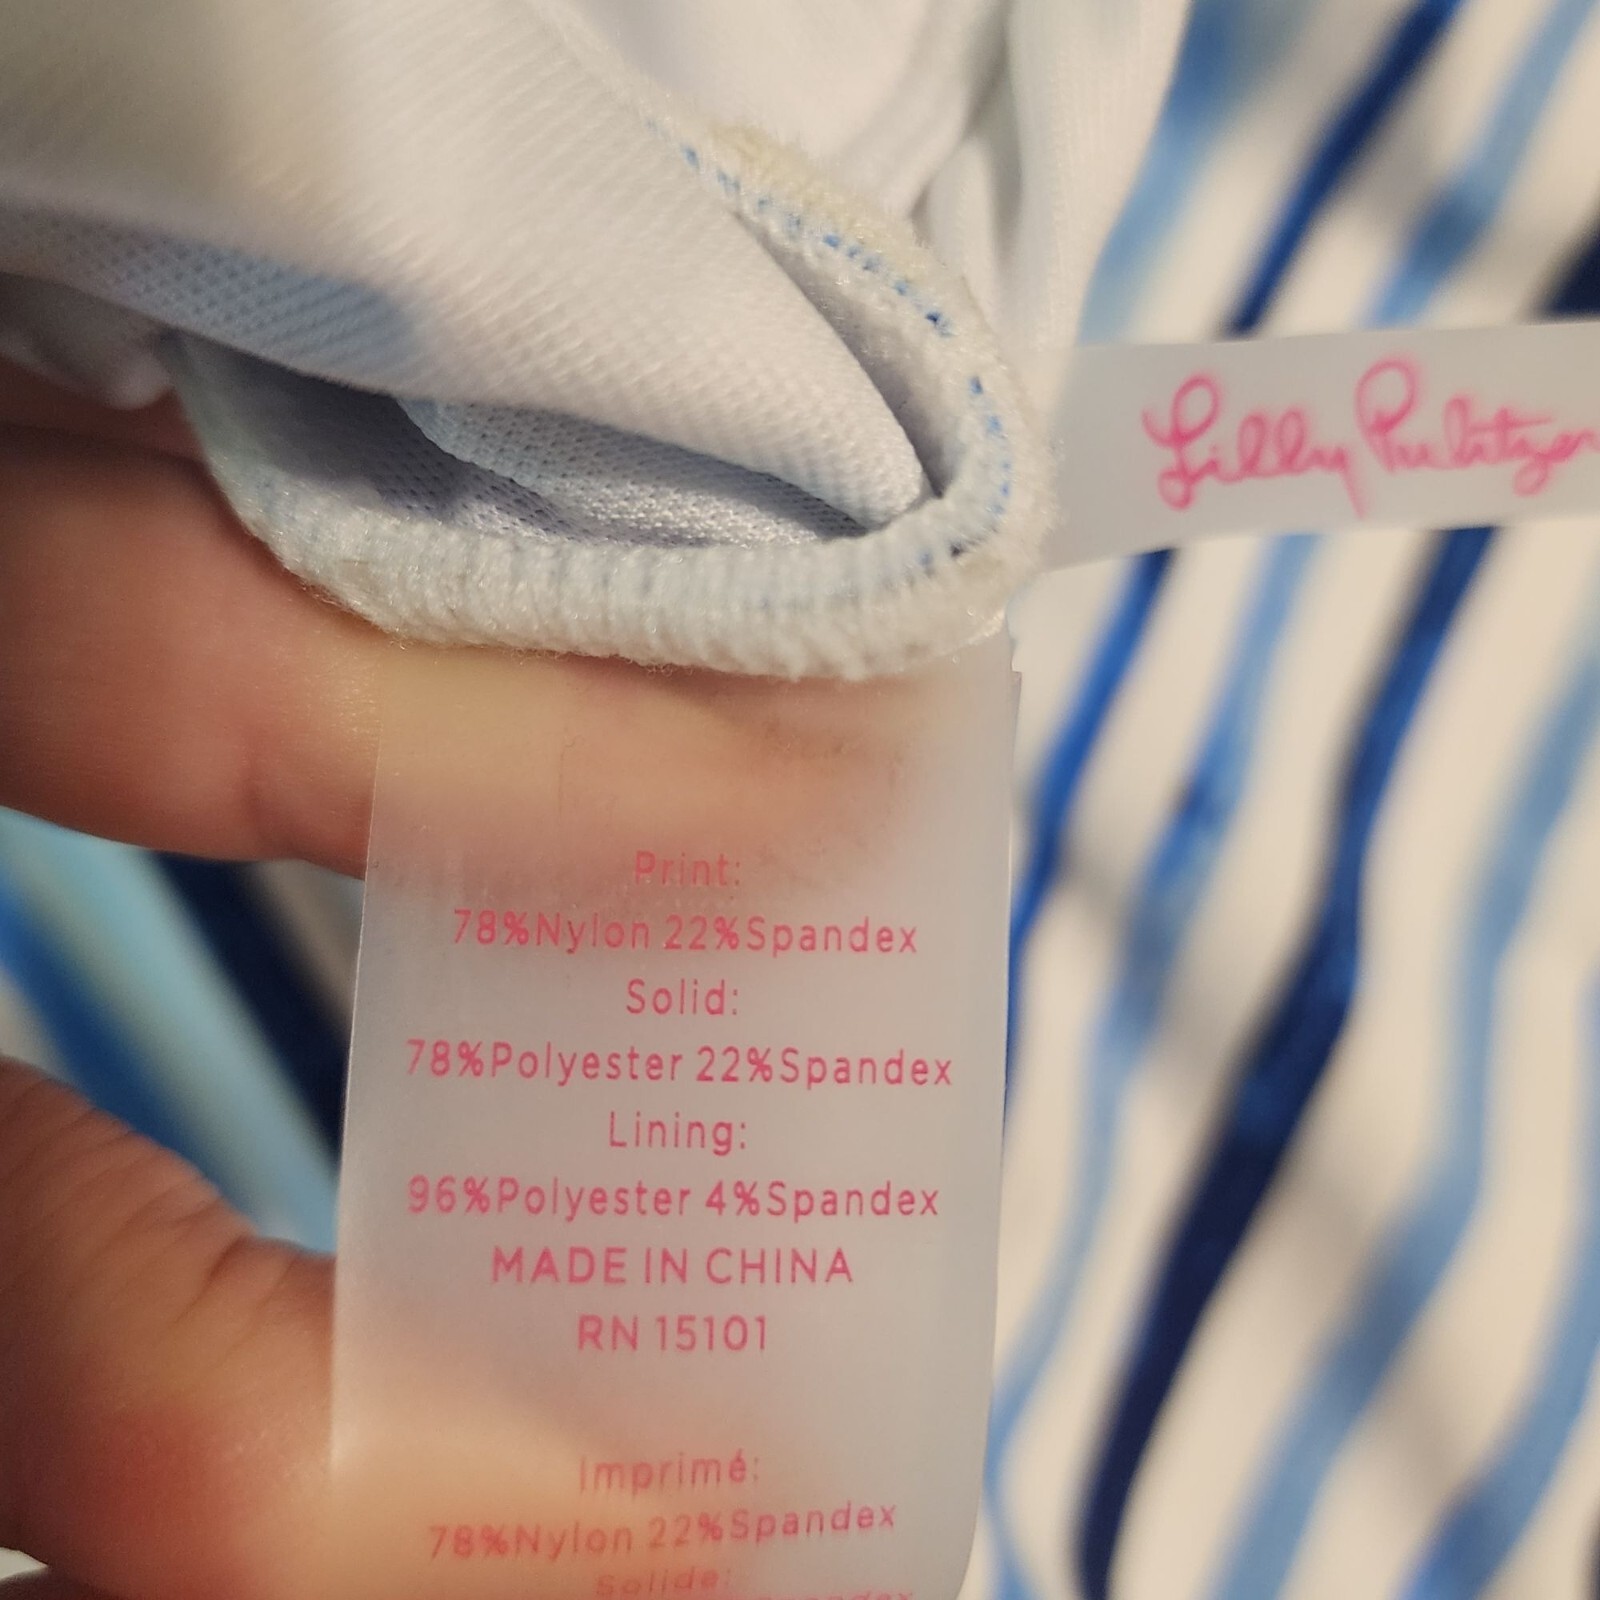 Lilly Pulitzer
Print:
78%Nylon 22%Spandex
Solid:
78%Polyester 22%Spandex
Lining:
96%Polyester 4%Spandex
MADE IN CHINA
RN 15101
Imprimé:
78%Nylon 22%Spandex
Solide: